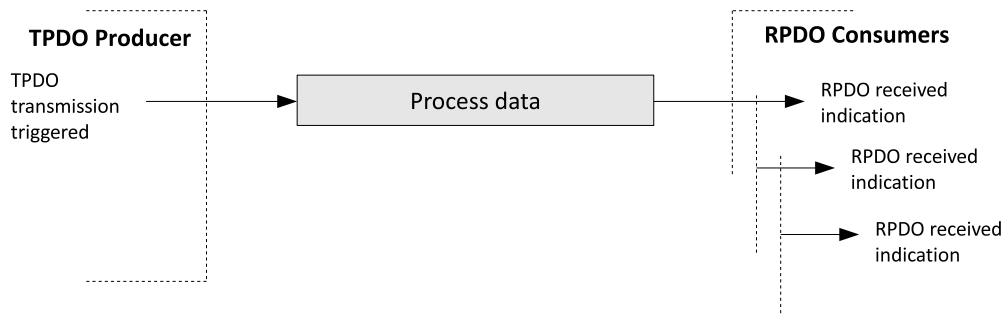 TPDO Producer
TPDO
transmission
triggered
Process data
RPDO Consumers
RPDO received
indication
RPDO received
indication
RPDO received
indication